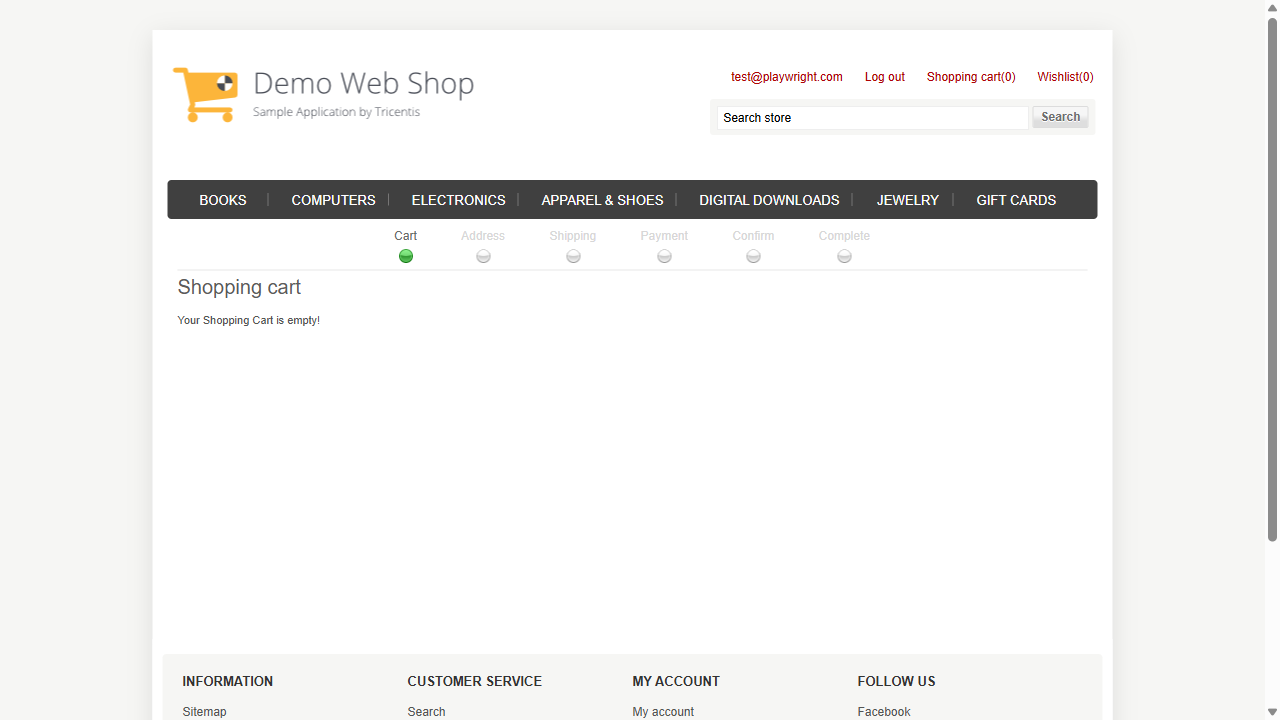 Demo Web Shop
Sample Application by Tricentis
test@playwright.com Log out Shopping cart(0) Wishlist(0)
Search store Search
BOOKS COMPUTERS ELECTRONICS APPAREL & SHOES DIGITAL DOWNLOADS JEWELRY GIFT CARDS
Cart Address Shipping Payment Confirm Complete
Shopping cart
Your Shopping Cart is empty!
INFORMATION CUSTOMER SERVICE MY ACCOUNT FOLLOW US
Sitemap Search My account Facebook